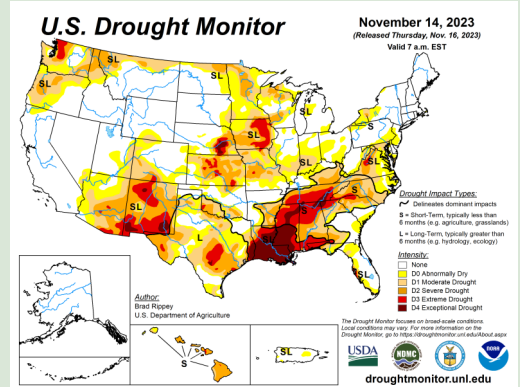 U.S. Drought Monitor
November 14, 2023
(Released Thursday, Nov. 16, 2023)
Valid 7 a.m. EST
SL
SL
SL
SL
SL
SL
S
SL
SL
SL
S
S
L
SL
SL
Drought Impact Types:
Delineates dominant impacts
S = Short-Term, typically less than
6 months (e.g. agriculture, grasslands)
L = Long-Term, typically greater than
6 months (e.g. hydrology, ecology)
Intensity:
None
D0 Abnormally Dry
D1 Moderate Drought
D2 Severe Drought
D3 Extreme Drought
D4 Exceptional Drought
Author:
Brad Rippey
U.S. Department of Agriculture
S
SL
The Drought Monitor focuses on broad-scale conditions.
Local conditions may vary. For more information on the
Drought Monitor, go to https://droughtmonitor.unl.edu/About.aspx
USDA
NDMC
NOAA
droughtmonitor.unl.edu